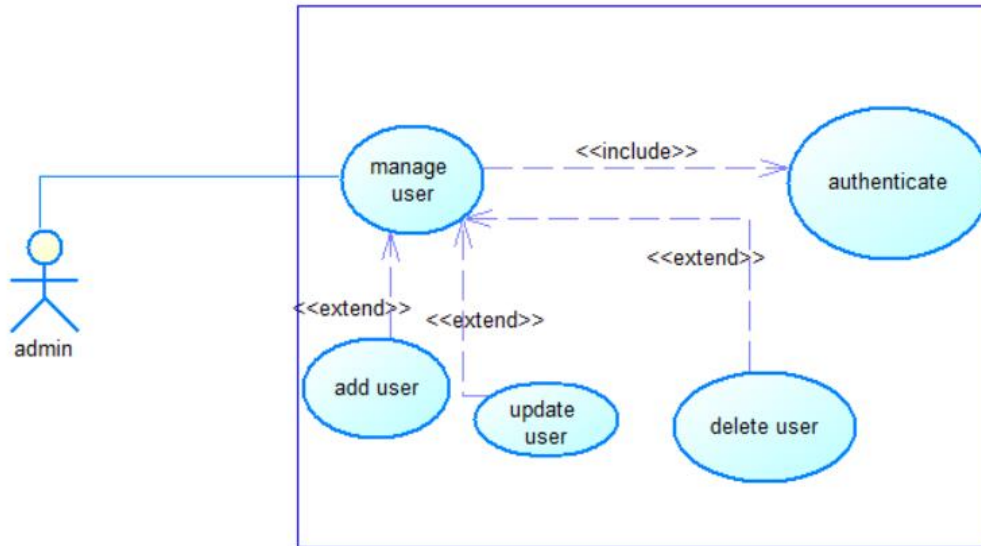 <<include>>
manage
user
authenticate
<<extend>>
<<extend>>
<<extend>>
admin
add user
update
user
delete user